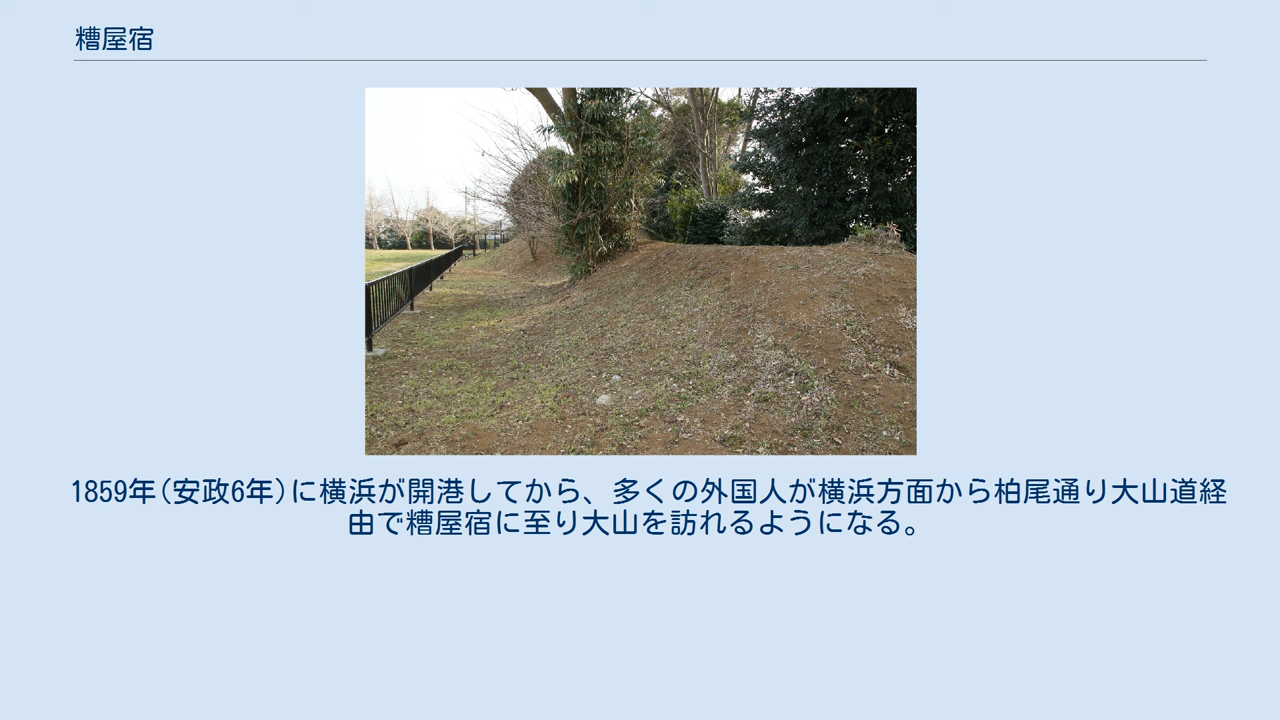 糟屋宿
1859年(安政6年)に横浜が開港してから、多くの外国人が横浜方面から柏尾通り大山道経
由で糟屋宿に至り大山を訪れるようになる。